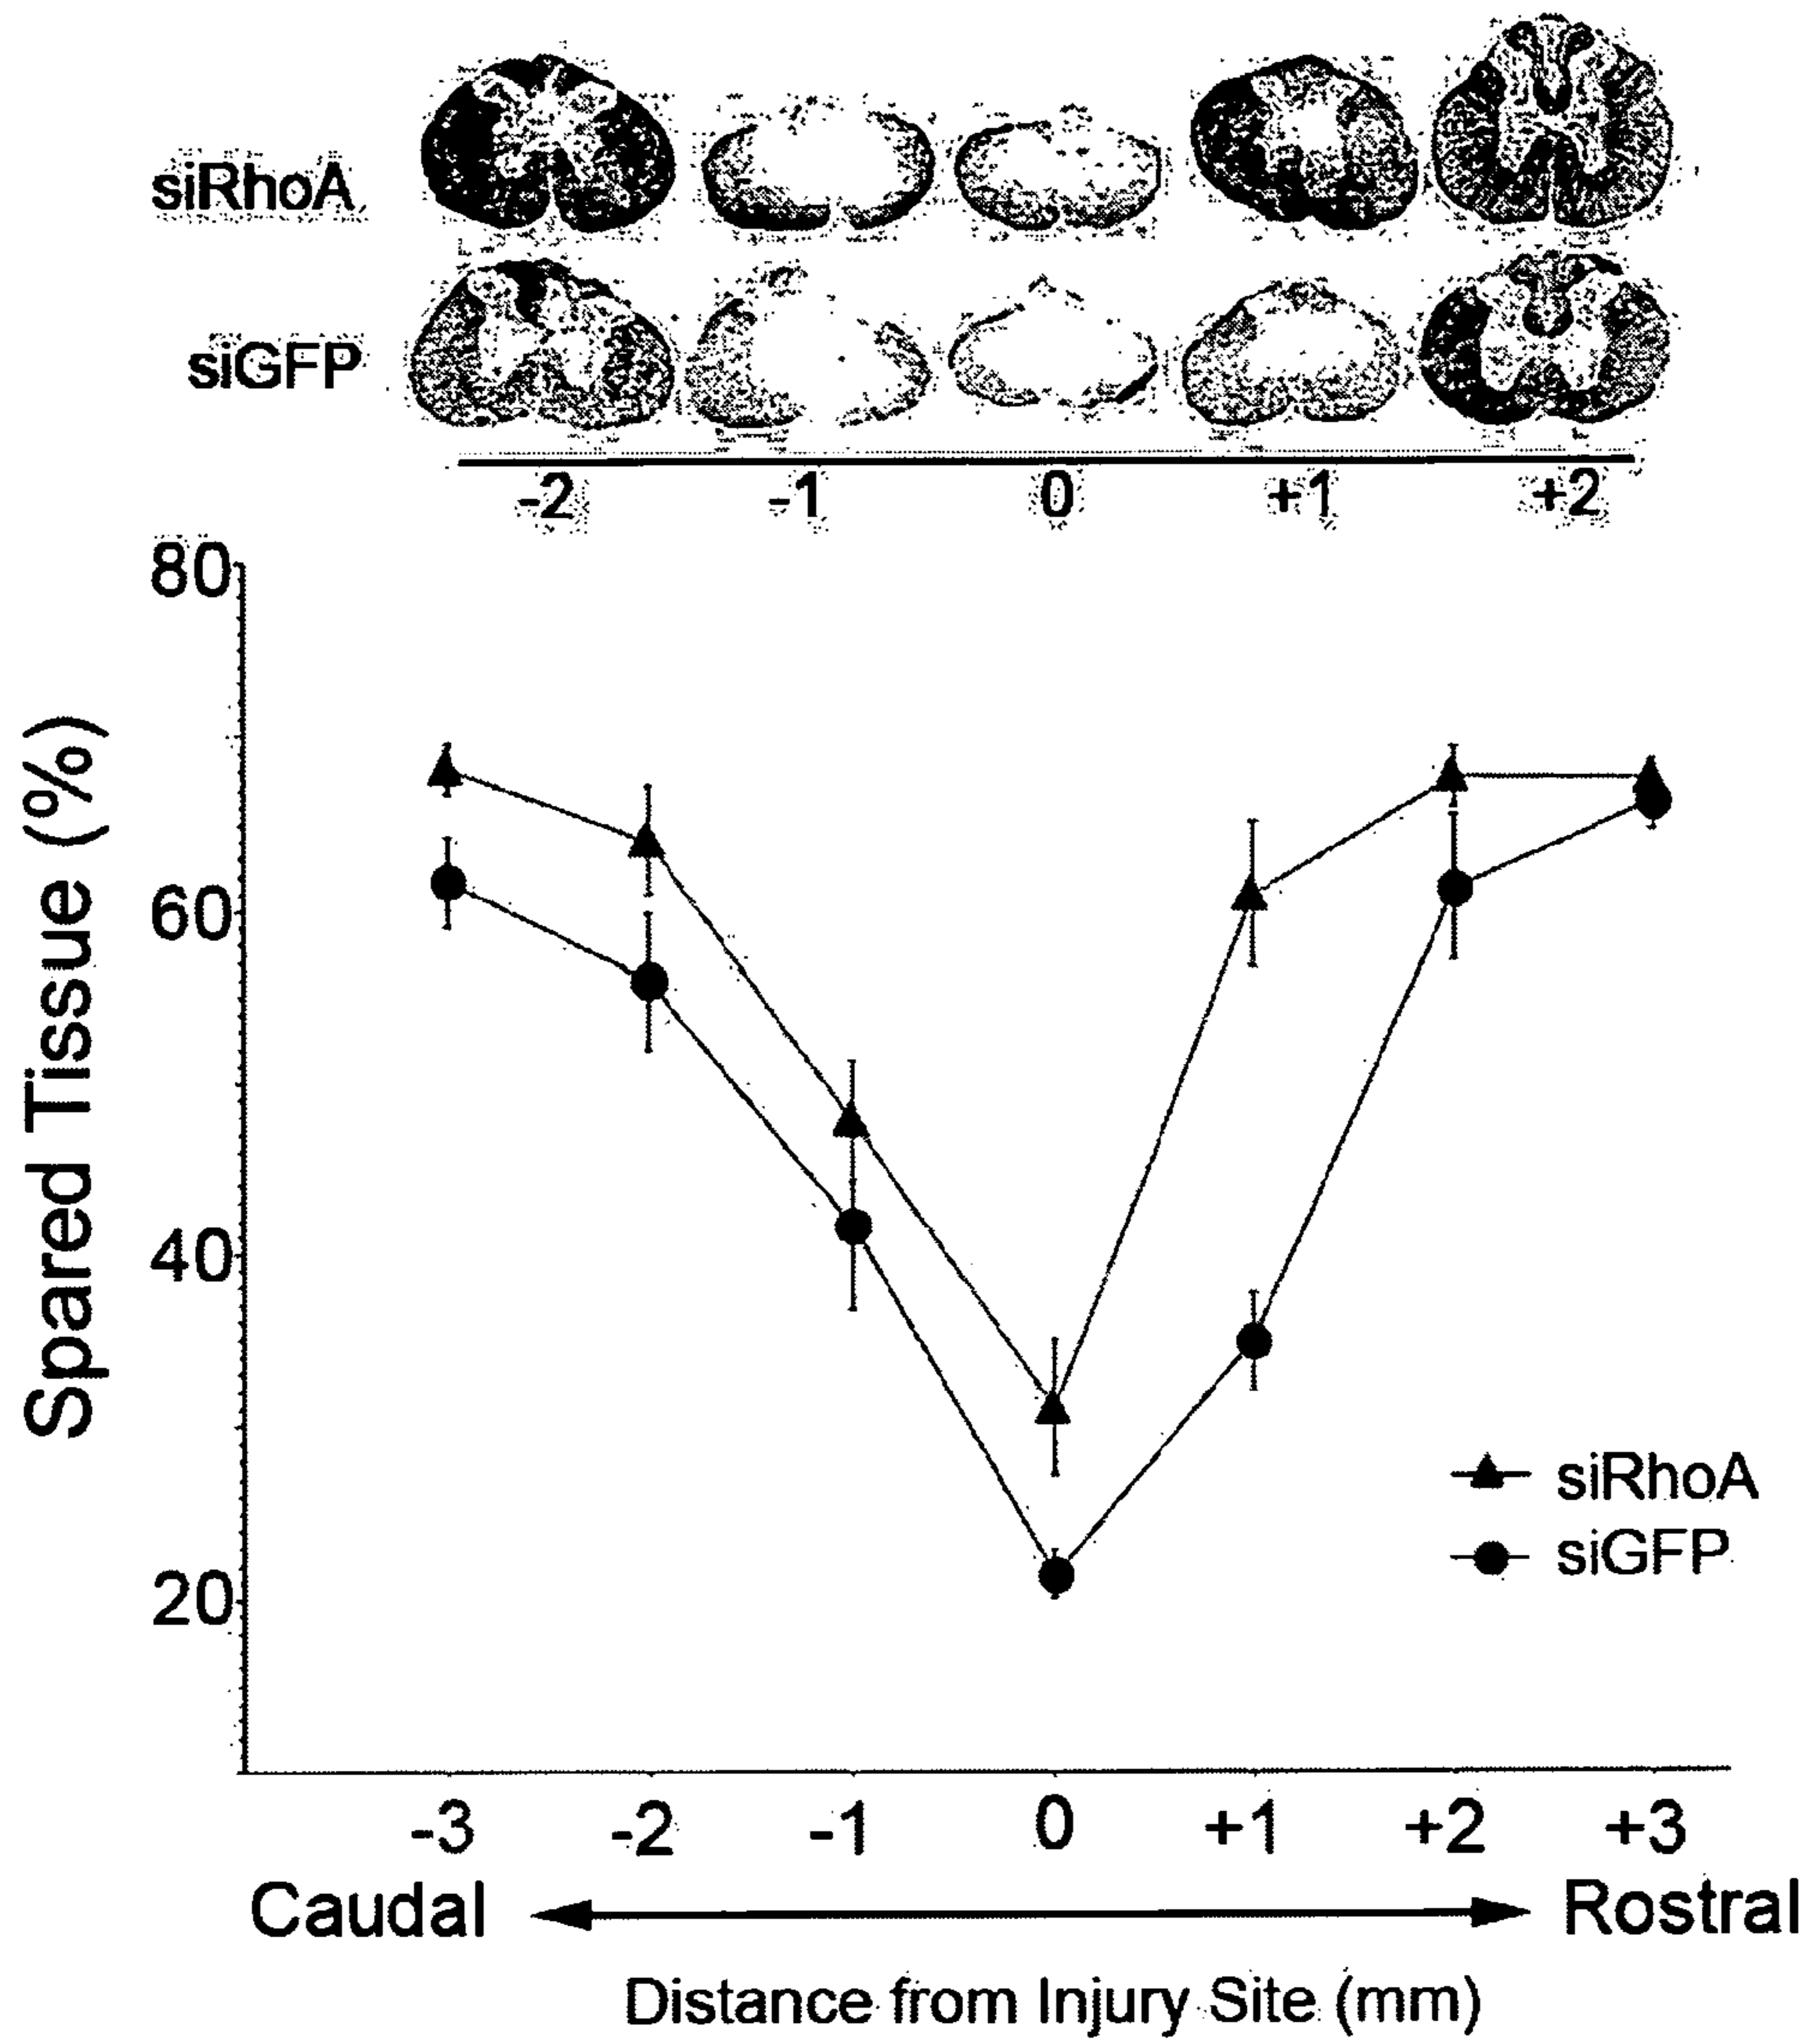 siRhoA
siGFP
-2 -1 0 +1 +2
80
60
40
20
Spared Tissue (%)
siRhoA
siGFP
-3 -2 -1 0 +1 +2 +3
Caudal Rostral
Distance from Injury Site (mm)